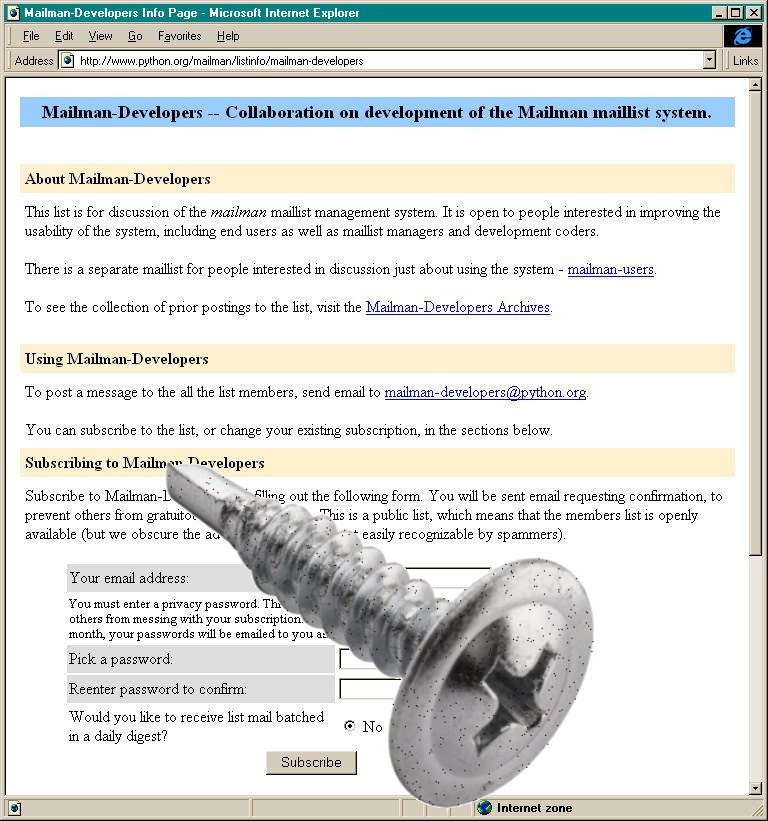 Mailman-Developers Info Page - Microsoft Internet Explorer
File Edit View Go Favorites Help
Address http://www.python.org/mailman/listinfo/mailman-developers Links
Mailman-Developers -- Collaboration on development of the Mailman maillist system.
About Mailman-Developers
This list is for discussion of the mailman maillist management system. It is open to people interested in improving the
usability of the system, including end users as well as maillist managers and development coders.
There is a separate maillist for people interested in discussion just about using the system - mailman-users.
To see the collection of prior postings to the list, visit the Mailman-Developers Archives.
Using Mailman-Developers
To post a message to the all the list members, send email to mailman-developers@python.org.
You can subscribe to the list, or change your existing subscription, in the sections below.
Subscribing to Mailman-Developers
Subscribe to filling out the following form. You will be sent email requesting confirmation, to
prevent others from This is a public list, which means that the members list is openly
available (but we obscure the easily recognizable by spammers).
Your email address:
You must enter a privacy password.
others from messing with your subscription.
month, your passwords will be emailed to you
Pick a password:
Reenter password to confirm:
Would you like to receive list mail batched
in a daily digest?
No
Subscribe
Internet zone